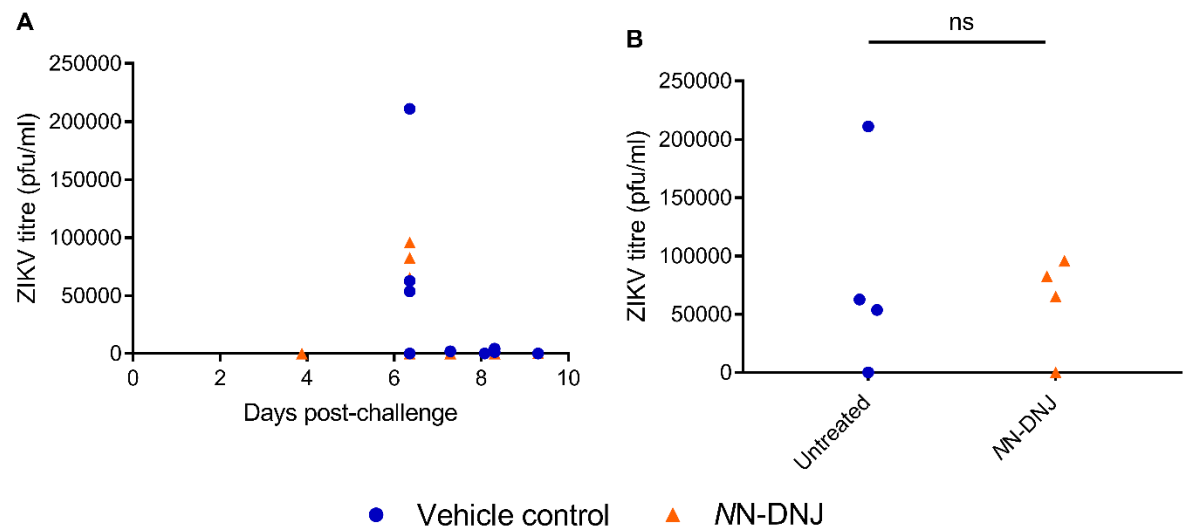 A
ZIKV titre (pfu/ml)
250000
200000
150000
100000
50000
0
0 2 4 6 8 10
Days post-challenge
B
ns
ZIKV titre (pfu/ml)
250000
200000
150000
100000
50000
0
Untreated
NN-DNJ
Vehicle control NN-DNJ